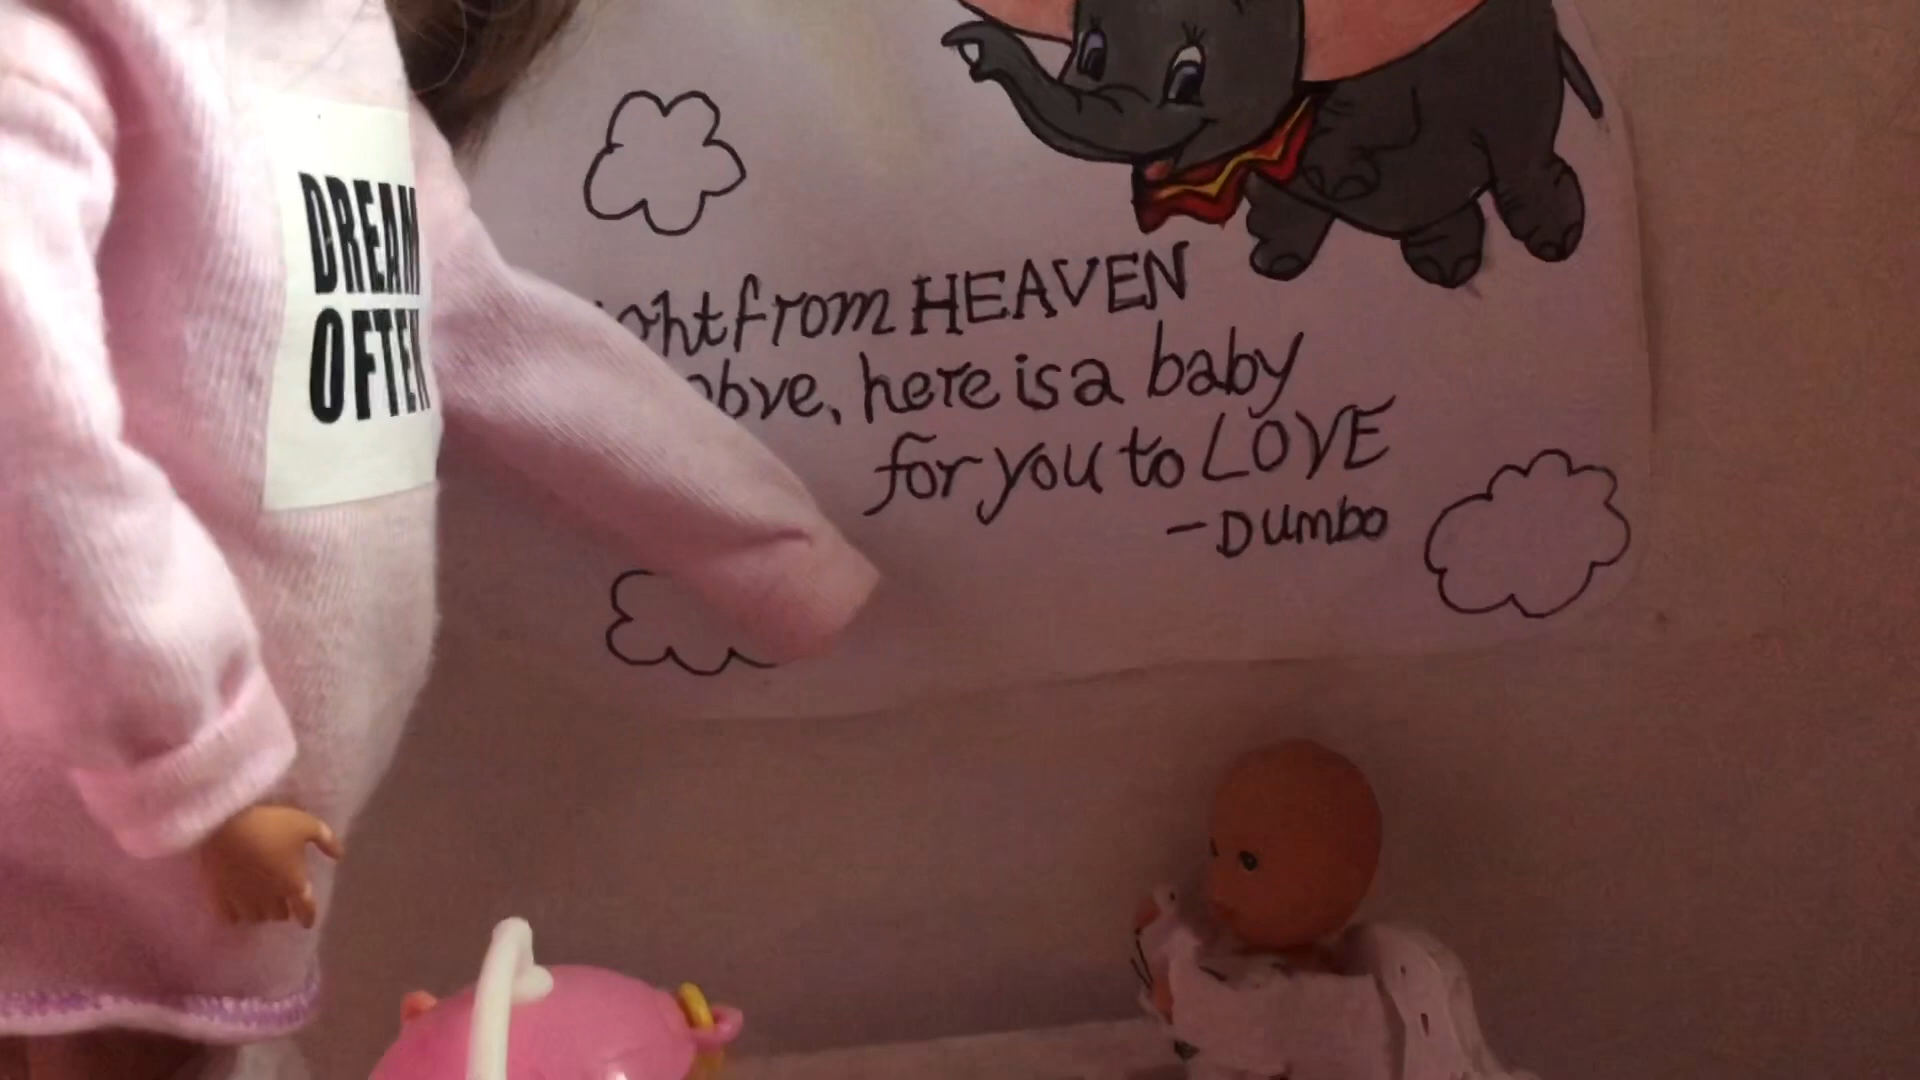 DREAM
OFTEN
from HEAVEN
here is a baby
for you to LOVE
-Dumbo